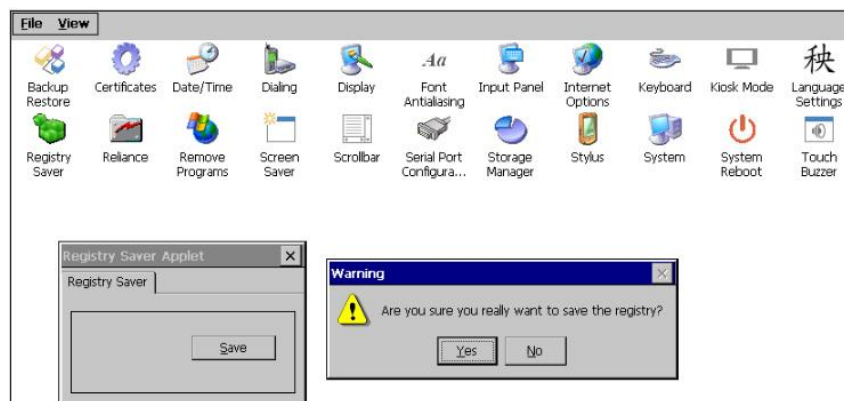 File View
Aa
秧
Backup Restore
Certificates
Date/Time
Dialing
Display
Font Antialiasing
Input Panel
Internet Options
Keyboard
Kiosk Mode
Language Settings
Registry Saver
Reliance
Remove Programs
Screen Saver
Scrollbar
Serial Port Configura...
Storage Manager
Stylus
System
System Reboot
Touch Buzzer
Registry Saver Applet
Registry Saver
Save
Warning
Are you sure you really want to save the registry?
Yes No